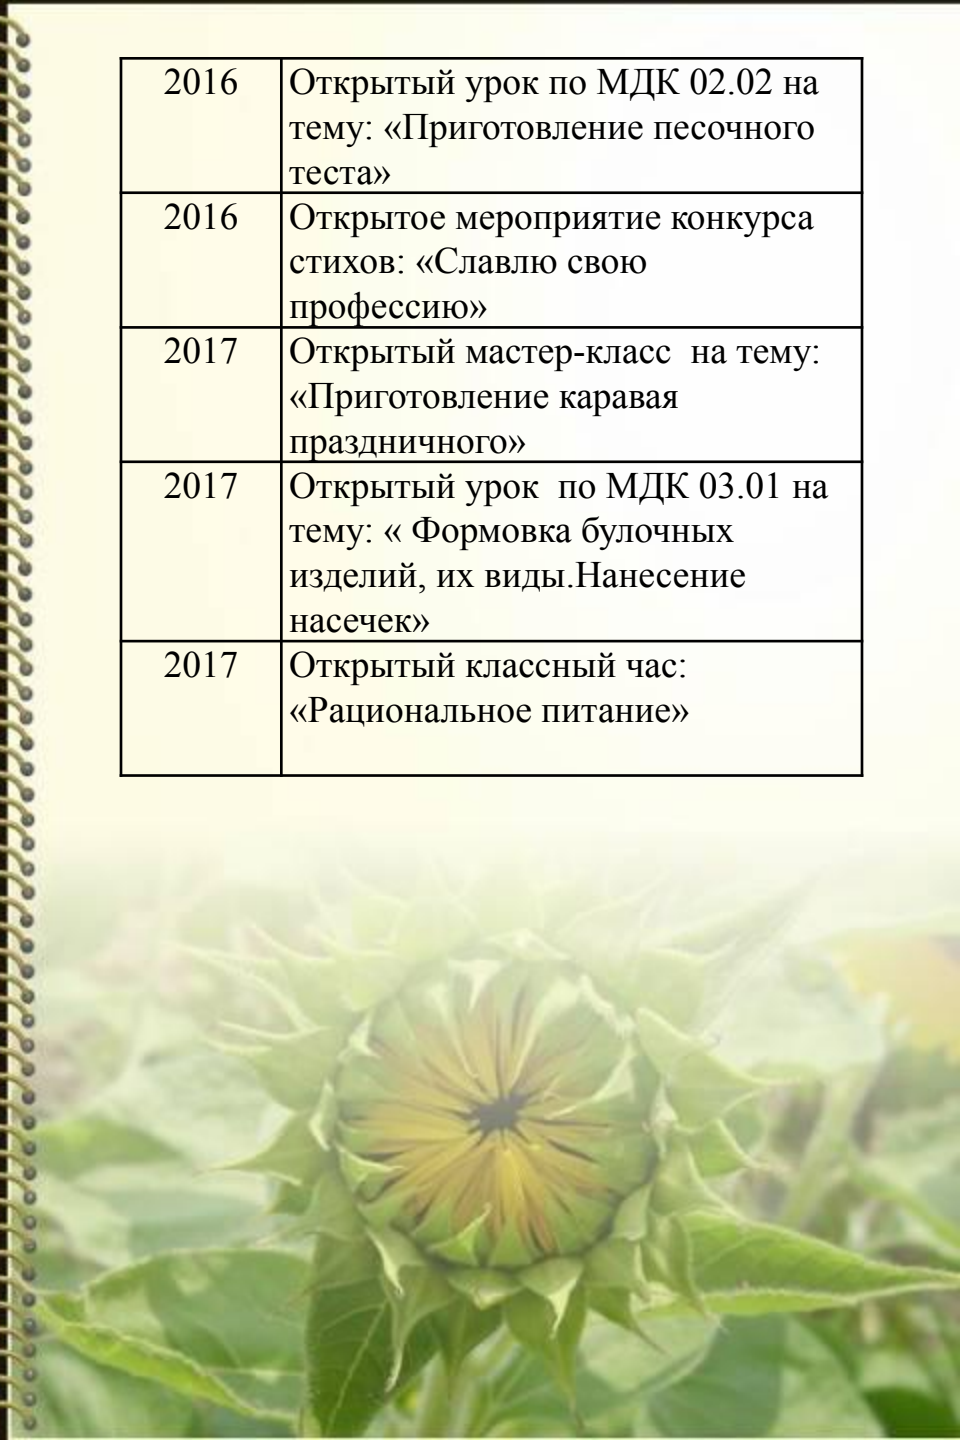 2016 Открытый урок по МДК 02.02 на
тему: «Приготовление песочного
теста»
2016 Открытое мероприятие конкурса
стихов: «Славлю свою
профессию»
2017 Открытый мастер-класс  на тему:
«Приготовление каравая
праздничного»
2017 Открытый урок  по МДК 03.01 на
тему: « Формовка булочных
изделий, их виды.Нанесение
насечек»
2017 Открытый классный час:
«Рациональное питание»